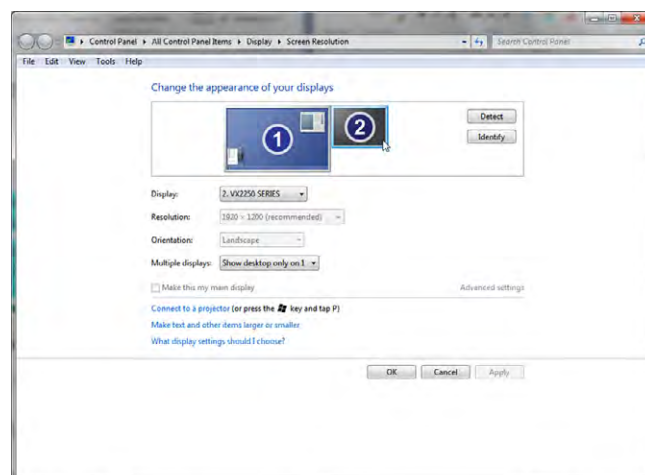 Control Panel ▸ All Control Panel Items ▸ Display ▸ Screen Resolution
Search Control Panel
File Edit View Tools Help
Change the appearance of your displays
1
2
Detect
Identify
Display: 2. VX2250 SERIES
Resolution: 1920 × 1200 (recommended)
Orientation: Landscape
Multiple displays: Show desktop only on 1
Make this my main display
Advanced settings
Connect to a projector (or press the key and tap P)
Make text and other items larger or smaller
What display settings should I choose?
OK Cancel Apply